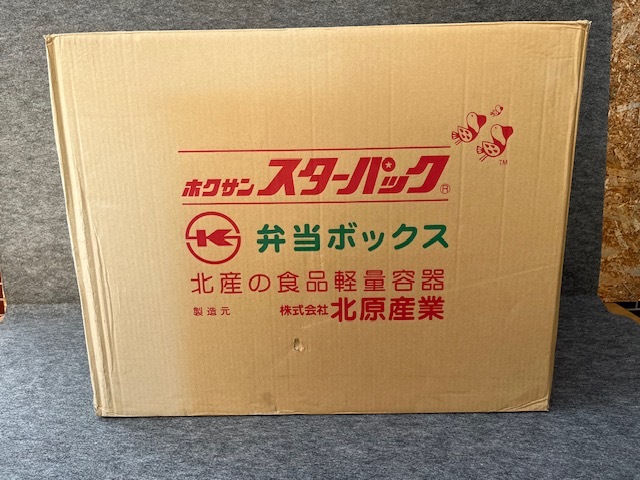 ホクサン スターパック ®
TM
K 弁当ボックス
北産の食品軽量容器
製造元 株式会社 北原産業